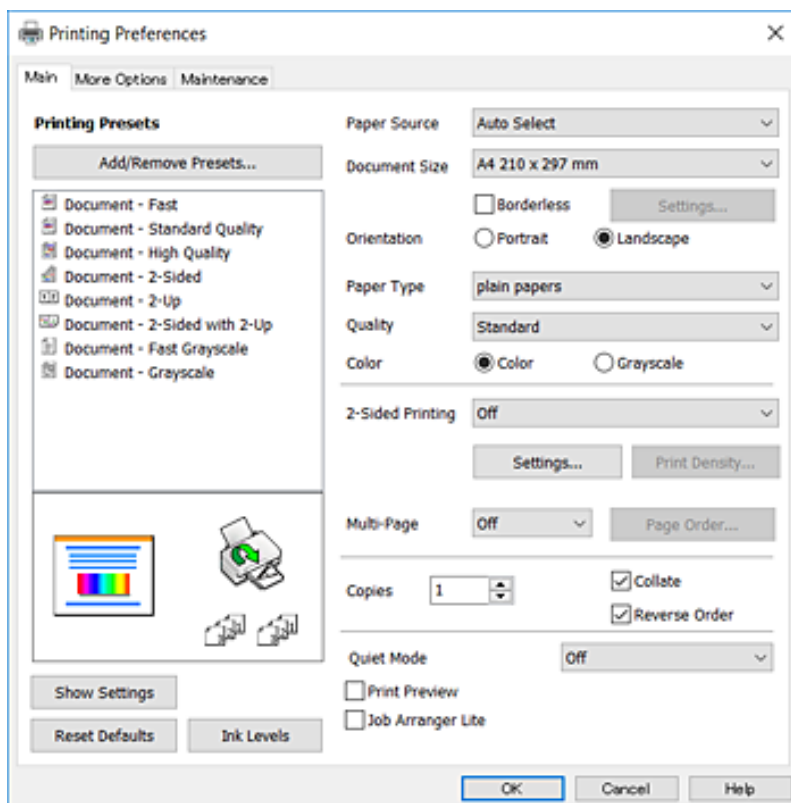 Printing Preferences
Main
More Options
Maintenance
Printing Presets
Add/Remove Presets...
Document - Fast
Document - Standard Quality
Document - High Quality
Document - 2-Sided
Document - 2-Up
Document - 2-Sided with 2-Up
Document - Fast Grayscale
Document - Grayscale
Show Settings
Reset Defaults
Ink Levels
Paper Source
Auto Select
Document Size
A4 210 x 297 mm
Borderless
Settings...
Orientation
Portrait
Landscape
Paper Type
plain papers
Quality
Standard
Color
Color
Grayscale
2-Sided Printing
Off
Settings...
Print Density...
Multi-Page
Off
Page Order...
Copies
1
Collate
Reverse Order
Quiet Mode
Off
Print Preview
Job Arranger Lite
OK
Cancel
Help